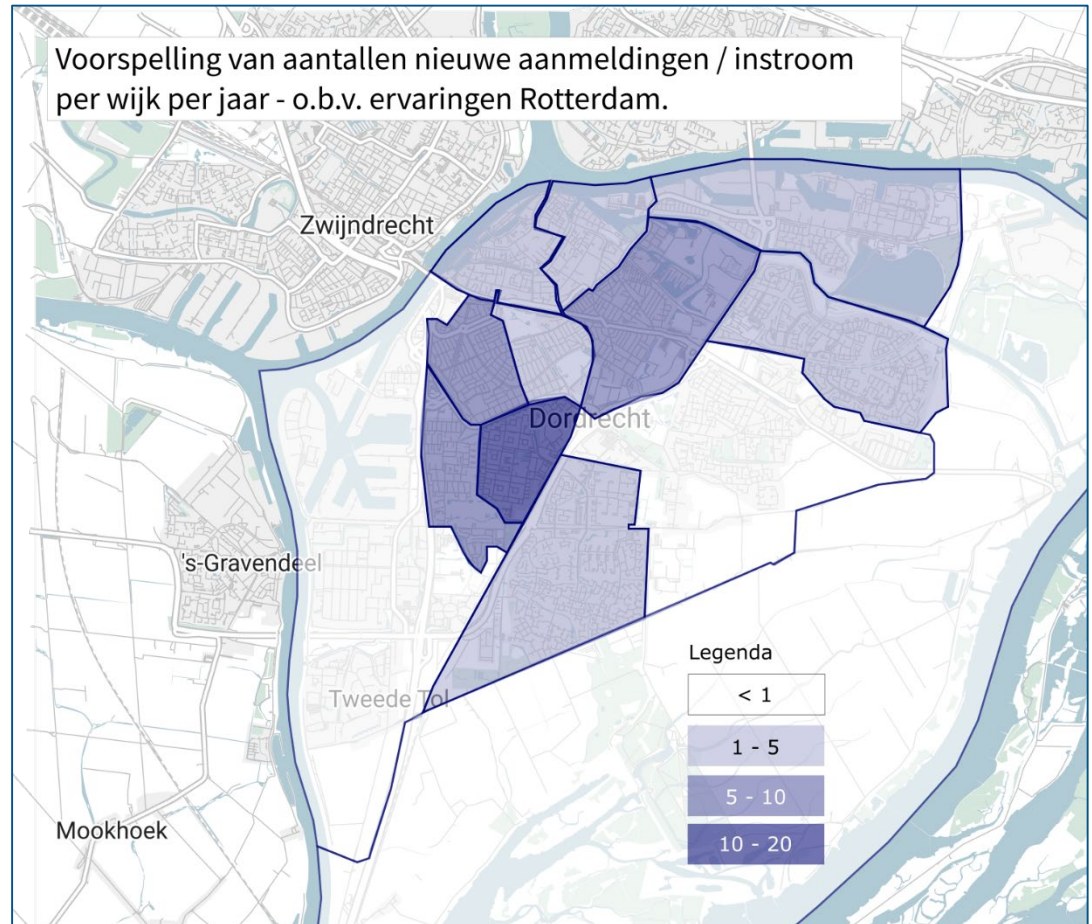 Voorspelling van aantallen nieuwe aanmeldingen / instroom
per wijk per jaar - o.b.v. ervaringen Rotterdam.
Zwijndrecht
Dordrecht
's-Gravendeel
Tweede Tol
Mookhoek
Legenda
< 1
1 - 5
5 - 10
10 - 20